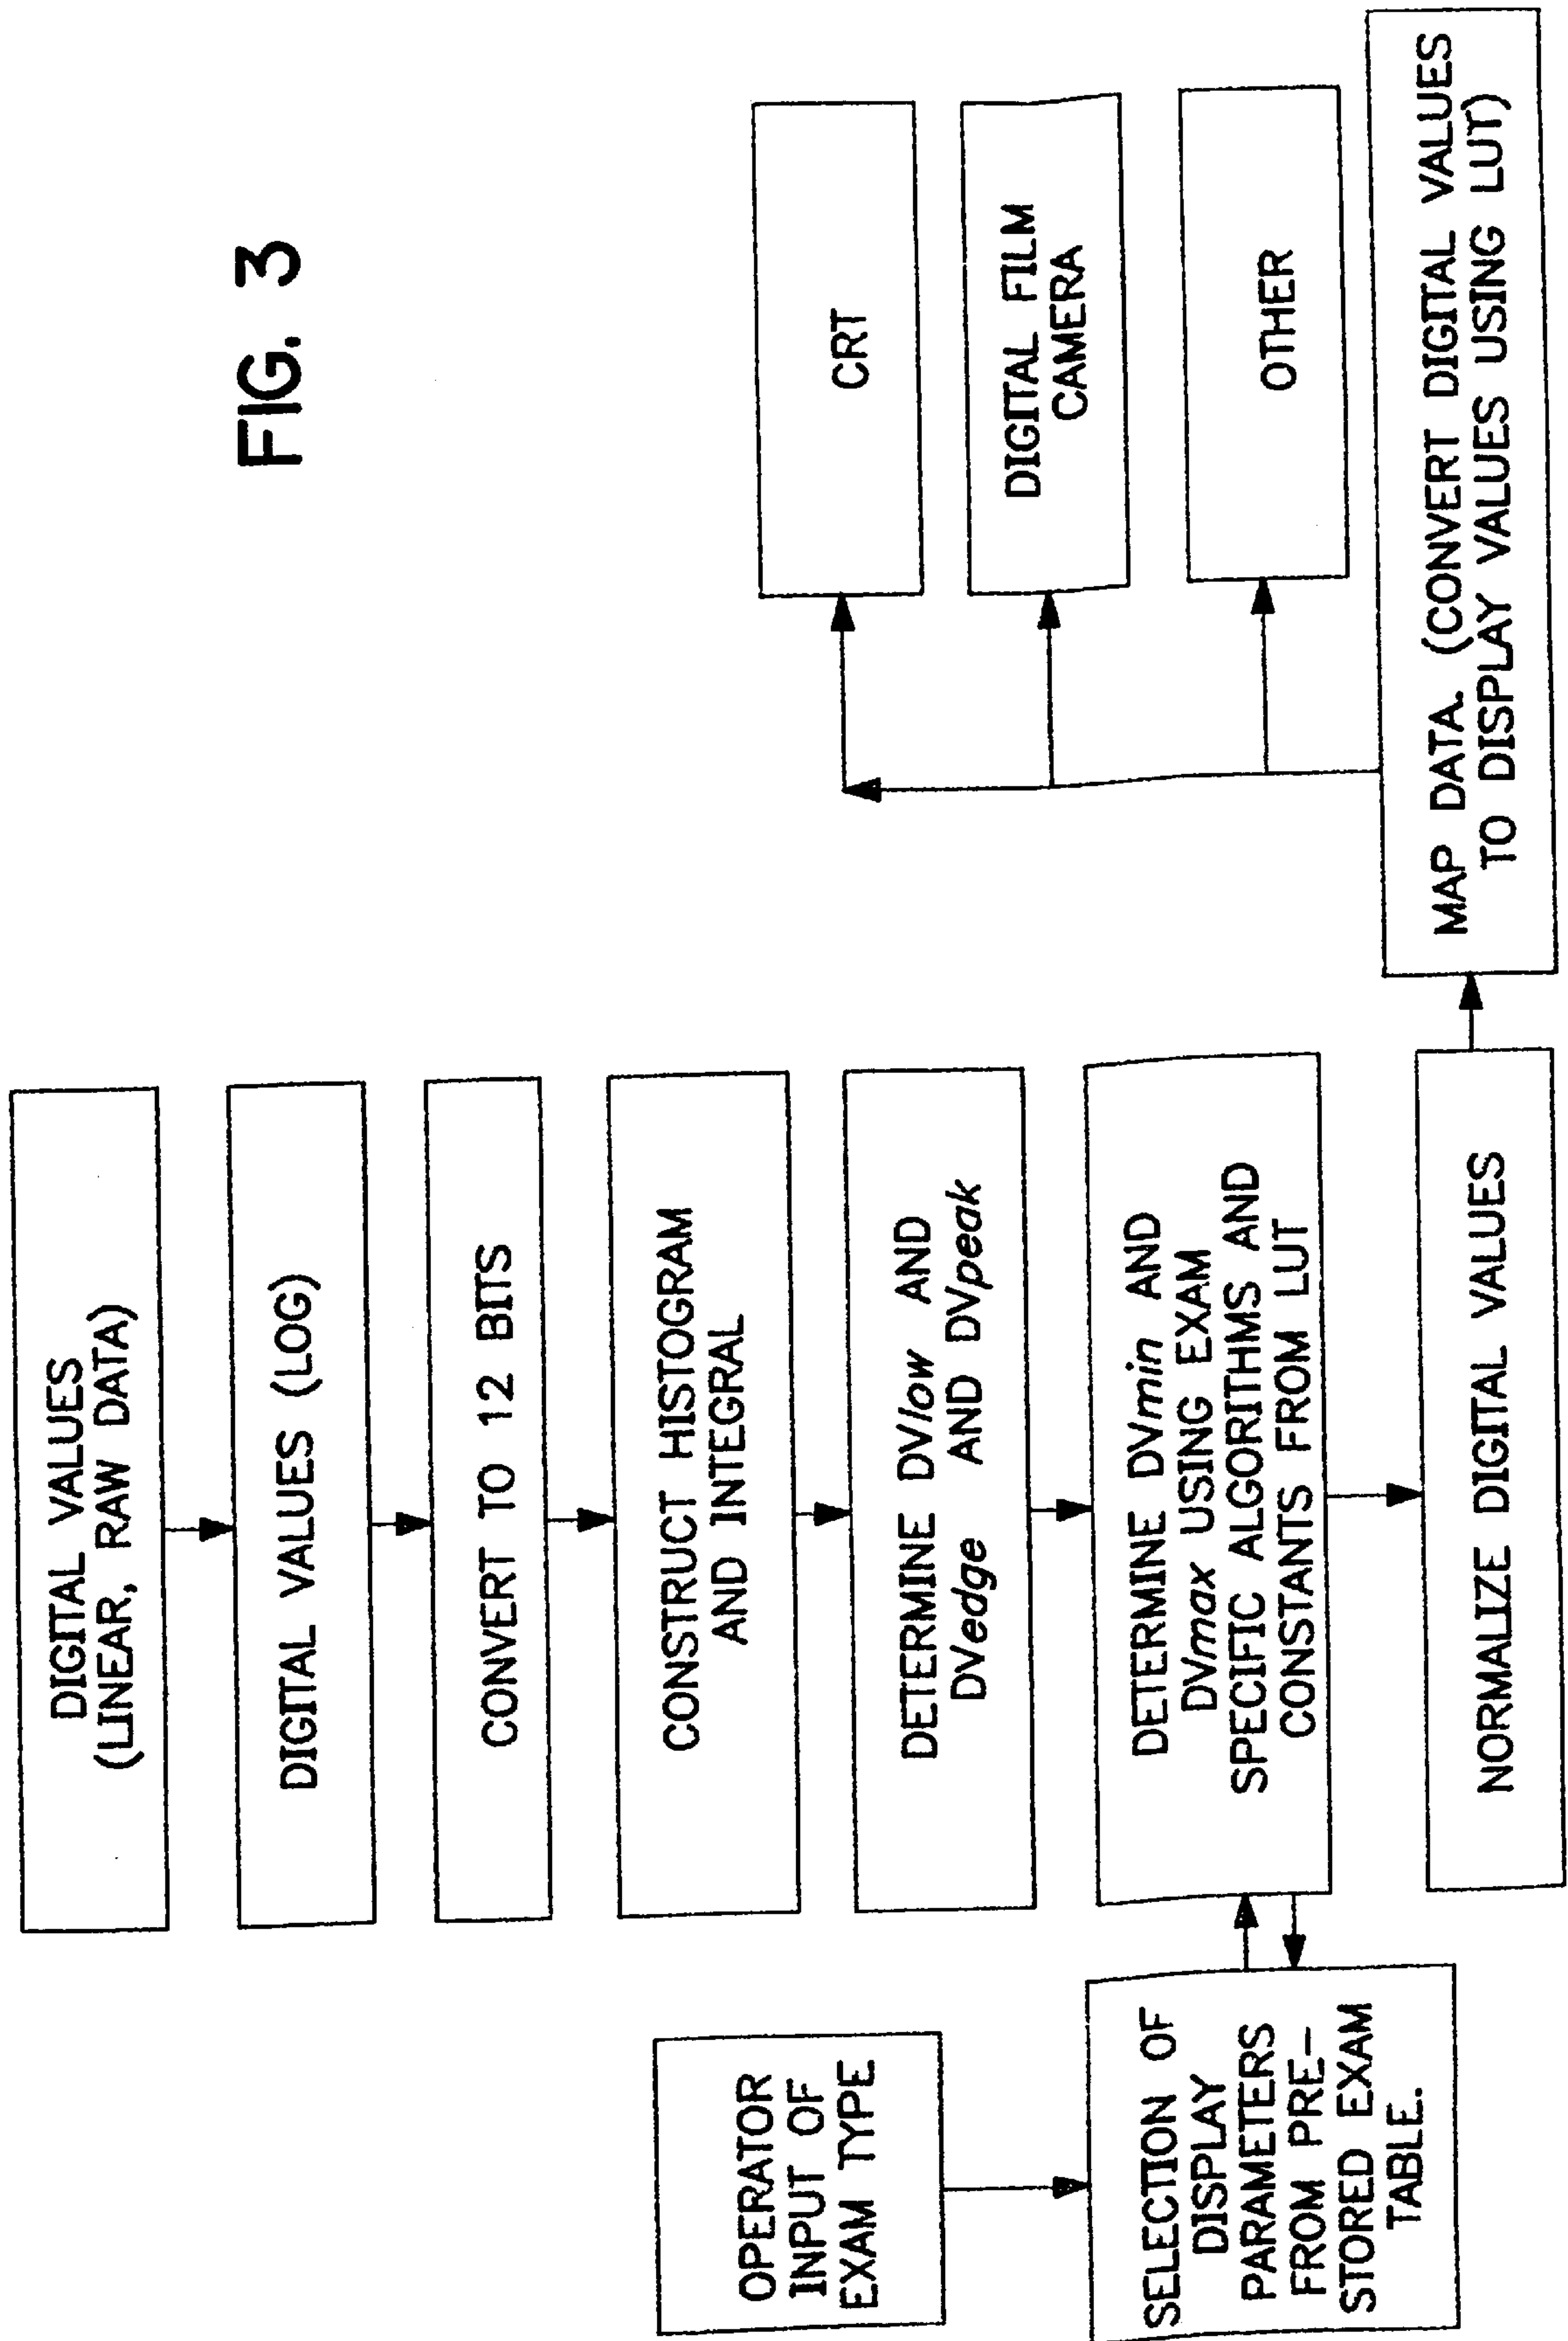 FIG. 3
DIGITAL VALUES
(LINEAR, RAW DATA)
DIGITAL VALUES (LOG)
CONVERT TO 12 BITS
CONSTRUCT HISTOGRAM
AND INTEGRAL
DETERMINE DVlow AND
DVedge AND DVpeak
OPERATOR
INPUT OF
EXAM TYPE
SELECTION OF
DISPLAY
PARAMETERS
FROM PRE-
STORED EXAM
TABLE.
DETERMINE DVmin AND
DVmax USING EXAM
SPECIFIC ALGORITHMS AND
CONSTANTS FROM LUT
NORMALIZE DIGITAL VALUES
MAP DATA. (CONVERT DIGITAL VALUES
TO DISPLAY VALUES USING LUT)
CRT
DIGITAL FILM
CAMERA
OTHER